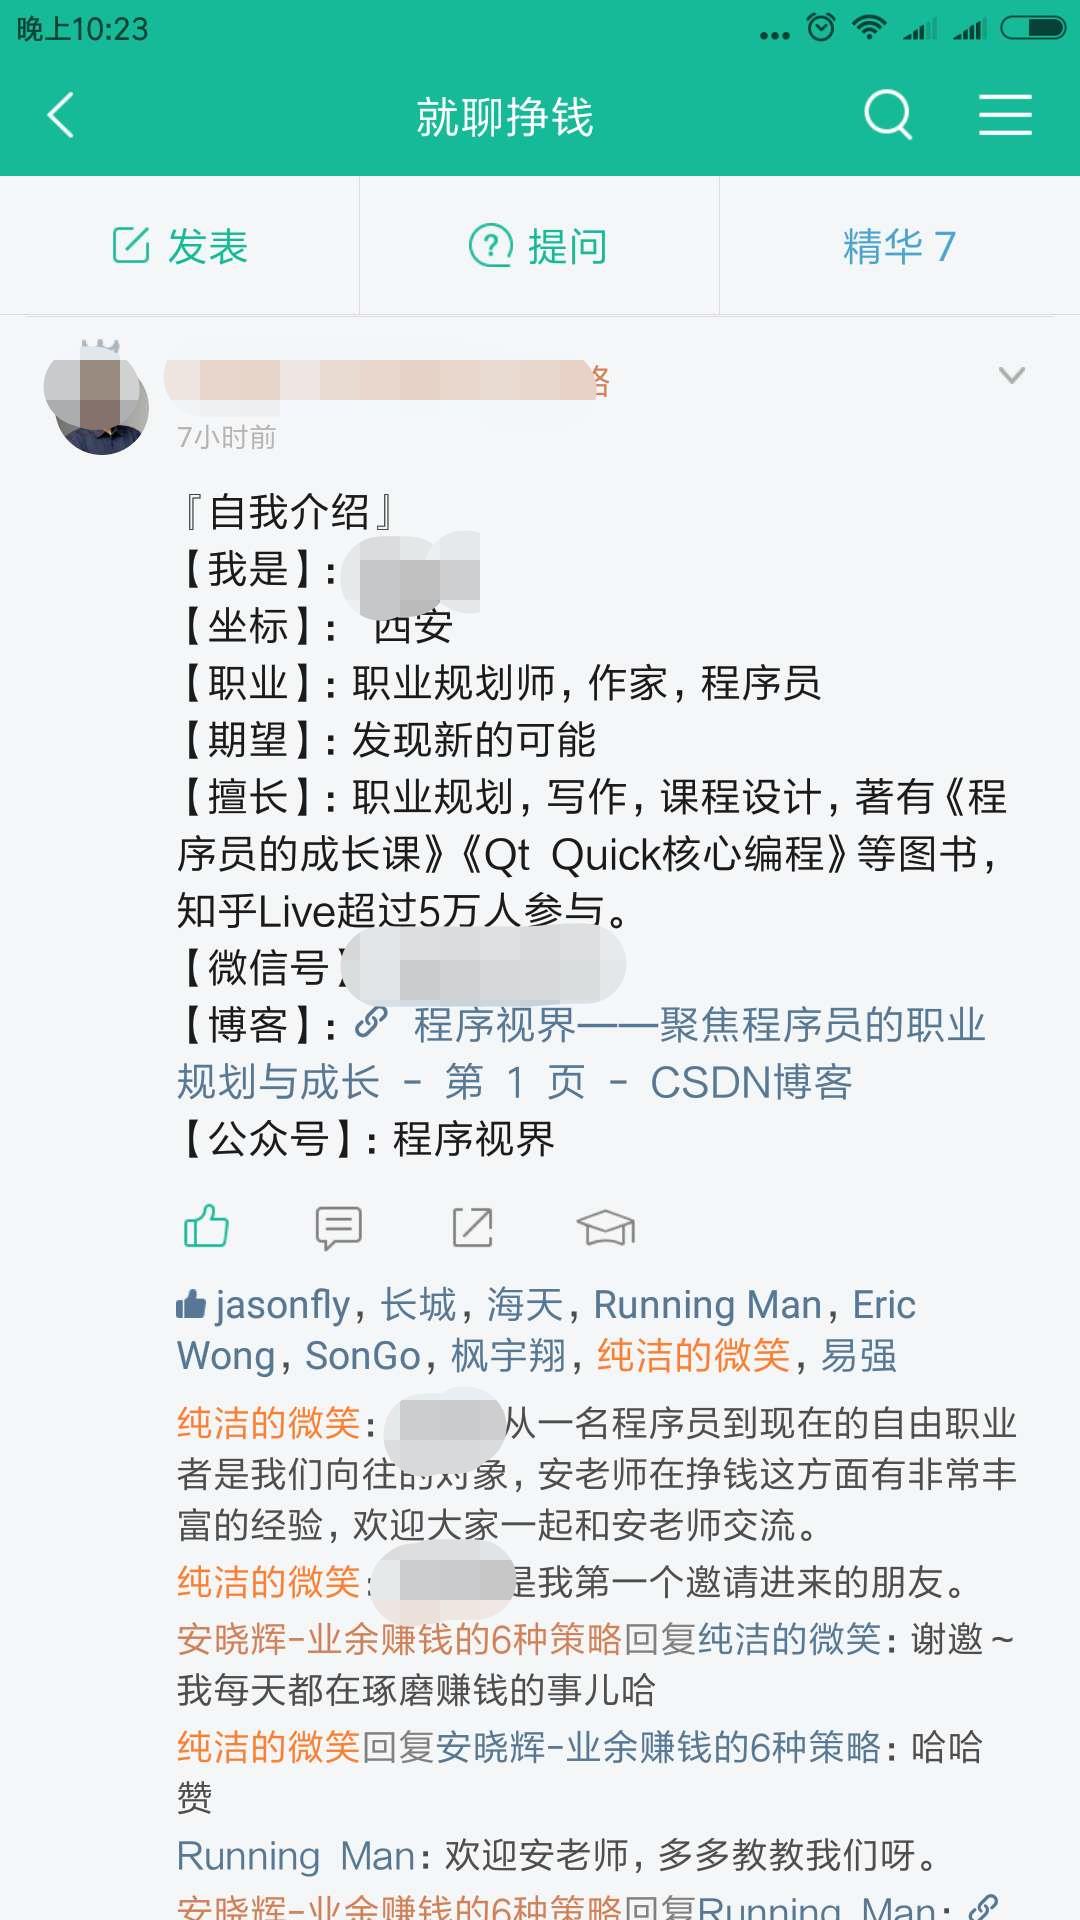 晚上10:23
就聊挣钱
发表
提问
精华 7
略
7小时前
『自我介绍』
【我是】:
【坐标】: 西安
【职业】: 职业规划师, 作家, 程序员
【期望】: 发现新的可能
【擅长】: 职业规划, 写作, 课程设计, 著有《程
序员的成长课》《Qt Quick核心编程》等图书,
知乎Live超过5万人参与。
【微信号】
【博客】: 程序视界——聚焦程序员的职业
规划与成长 - 第 1 页 - CSDN博客
【公众号】: 程序视界
jasonfly, 长城, 海天, Running Man, Eric
Wong, SonGo, 枫宇翔, 纯洁的微笑, 易强
纯洁的微笑: 从一名程序员到现在的自由职业
者是我们向往的对象, 安老师在挣钱这方面有非常丰
富的经验, 欢迎大家一起和安老师交流。
纯洁的微笑: 是我第一个邀请进来的朋友。
安晓辉-业余赚钱的6种策略回复纯洁的微笑: 谢邀~
我每天都在琢磨赚钱的事儿哈
纯洁的微笑回复安晓辉-业余赚钱的6种策略: 哈哈
赞
Running Man: 欢迎安老师, 多多教教我们呀。
安晓辉-业余赚钱的6种策略回复Running Man: